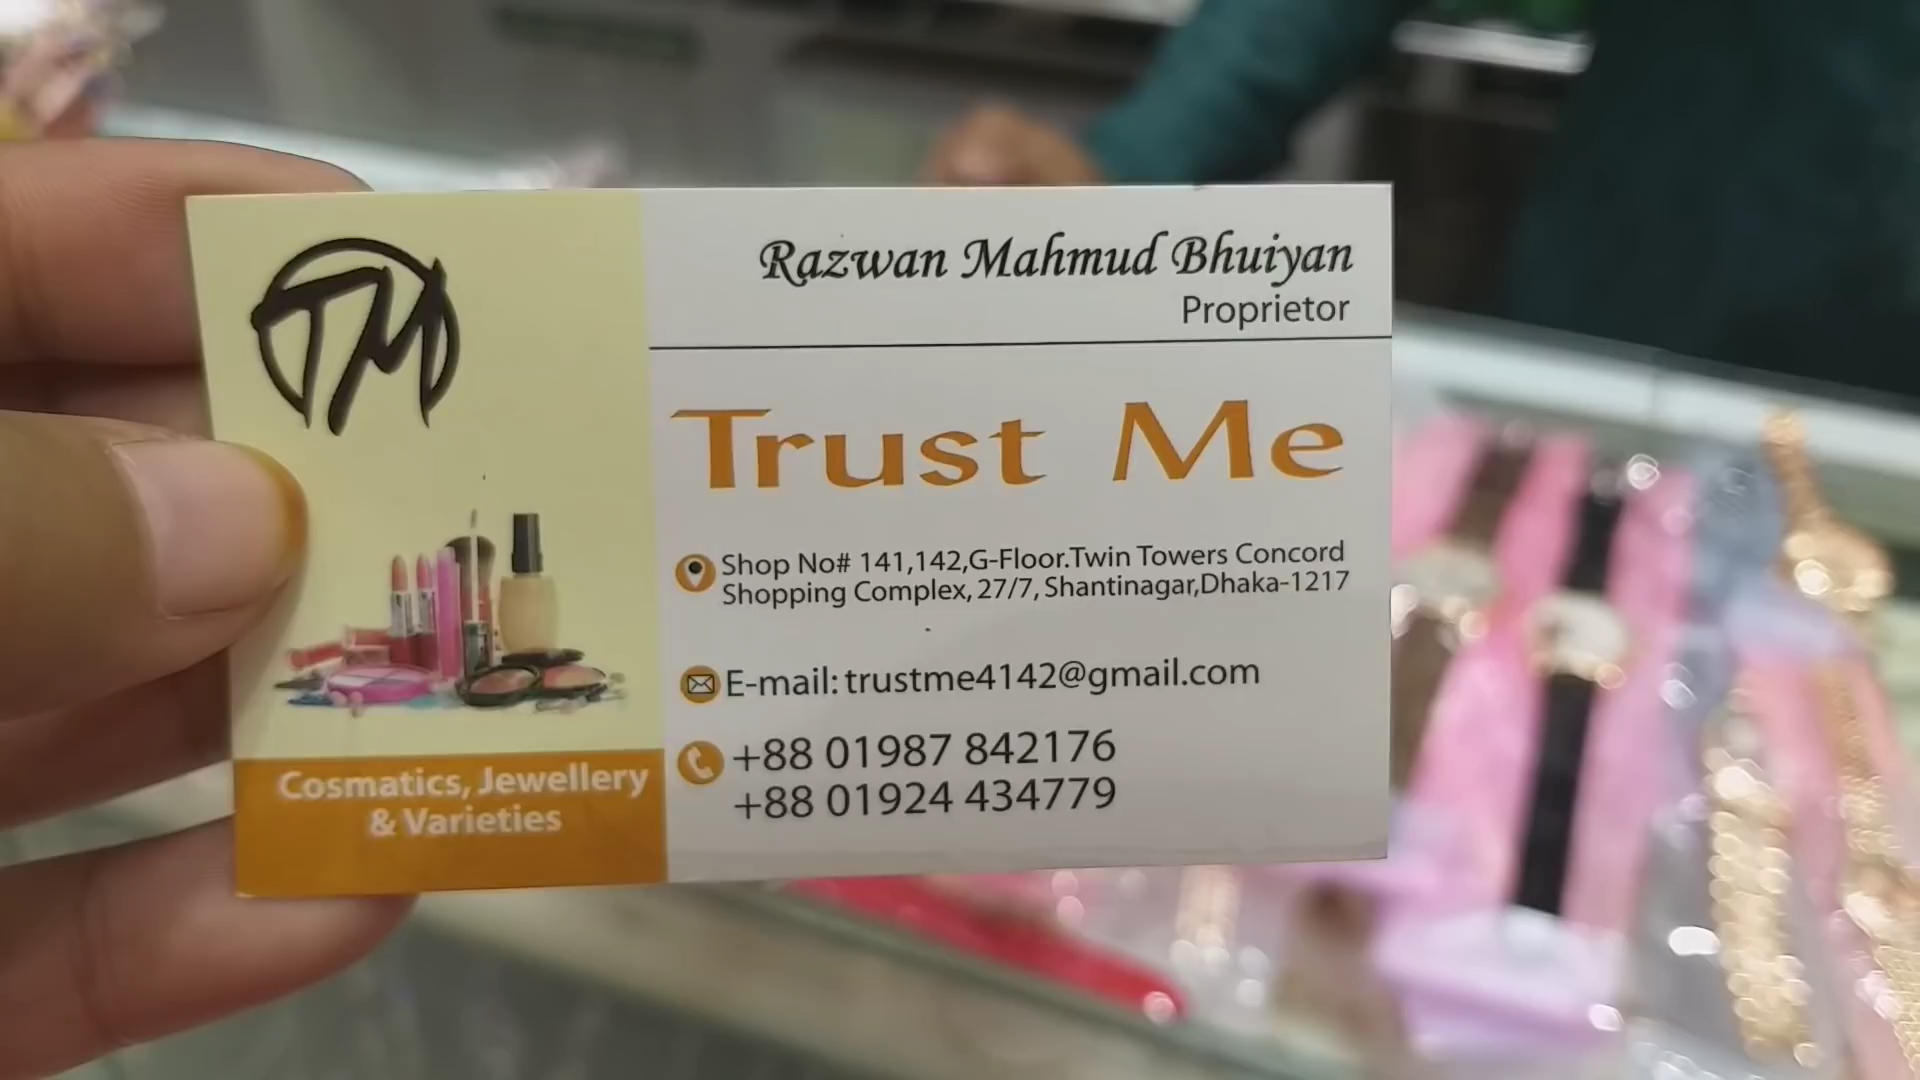 TM
Razwan Mahmud Bhuiyan
Proprietor
Trust Me
Shop No# 141,142,G-Floor.Twin Towers Concord
Shopping Complex, 27/7, Shantinagar,Dhaka-1217
E-mail: trustme4142@gmail.com
+88 01987 842176
+88 01924 434779
Cosmatics, Jewellery
& Varieties